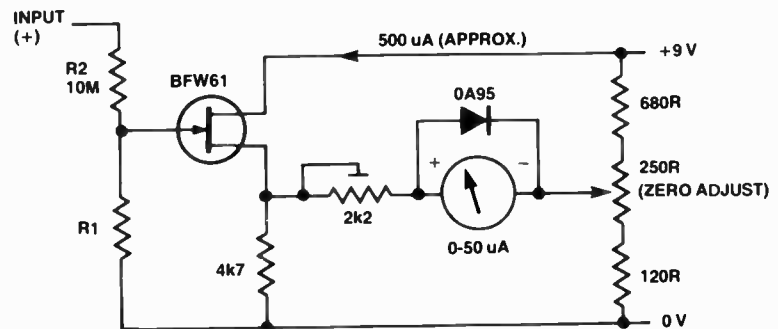 INPUT
(+)
500 uA (APPROX.)
+9 V
R2
10M
BFW61
0A95
680R
+
−
250R
(ZERO ADJUST)
R1
2k2
0-50 uA
4k7
120R
0 V